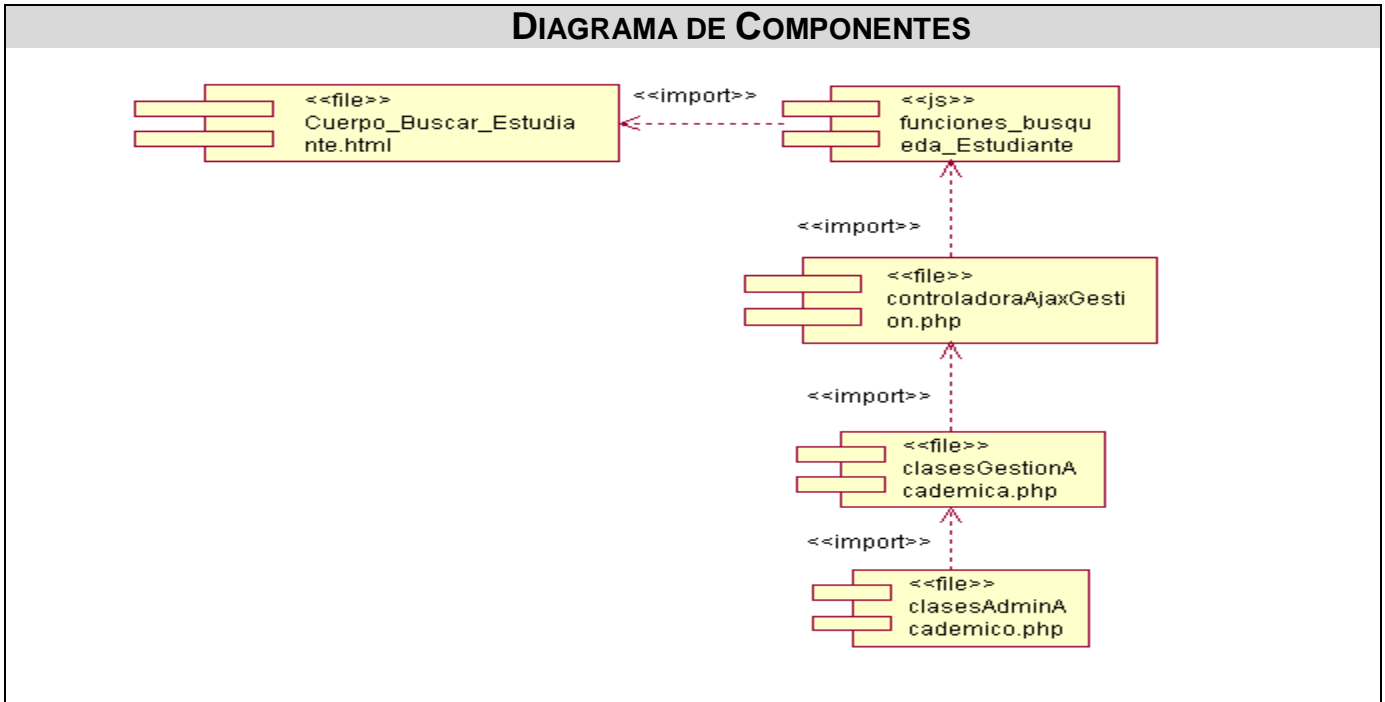 DIAGRAMA DE COMPONENTES
<<file>>
Cuerpo_Buscar_Estudia
nte.html
<<import>>
<<js>>
funciones_busqu
eda_Estudiante
<<import>>
<<file>>
controladoraAjaxGesti
on.php
<<import>>
<<file>>
clasesGestionA
cademica.php
<<import>>
<<file>>
clasesAdminA
cademico.php